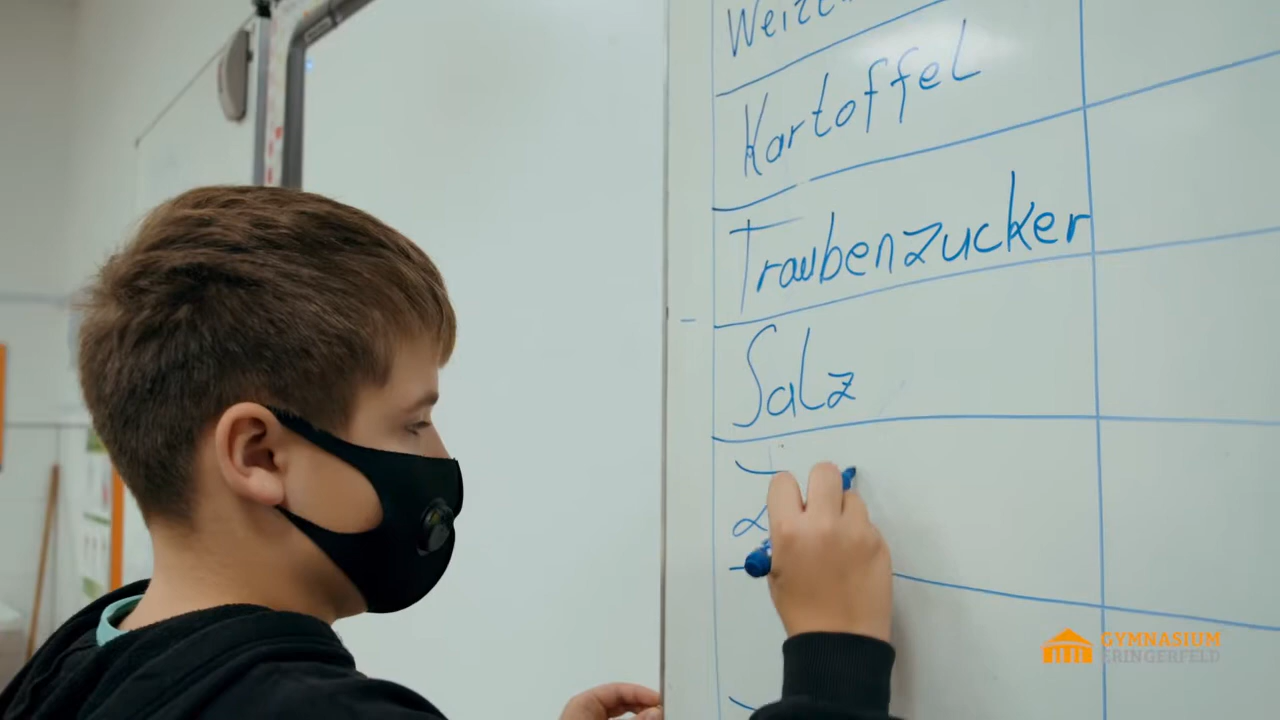 Kartoffel
Traubenzucker
Salz
GYMNASIUM
ERINGERFELD